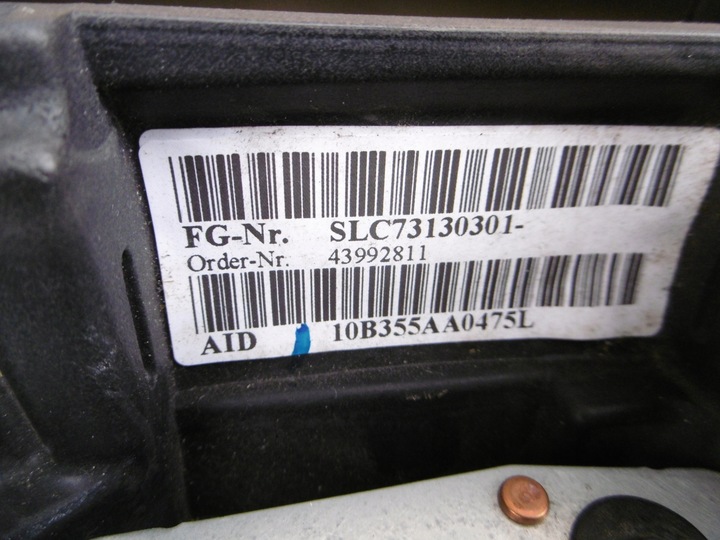 FG-Nr. SLC73130301-
Order-Nr. 43992811
AID 10B355AA0475L